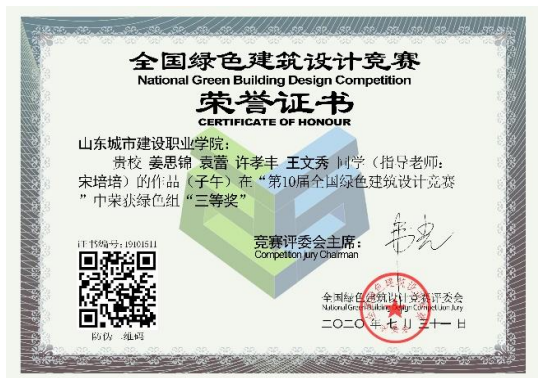 全国绿色建筑设计竞赛
National Green Building Design Competition
荣誉证书
CERTIFICATE OF HONOUR
山东城市建设职业学院：
贵校 姜思锦 袁蕾 许孝丰 王文秀 同学（指导老师：
宋培培）的作品（子午）在“第10届全国绿色建筑设计竞赛
”中荣获绿色组“三等奖”
证书编号：19101511
竞赛评委会主席：
Competition jury Chairman
防伪二维码
全国绿色建筑设计竞赛评委会
National Green Building Design Competition Jury
二〇二〇 年 七 月 三十一 日